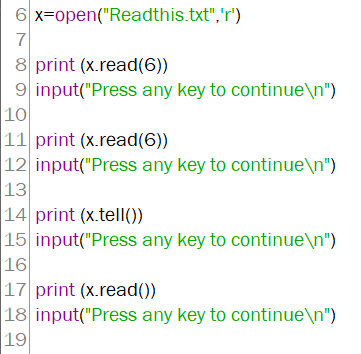 6 x=open("Readthis.txt",'r')
7
8 print (x.read(6))
9 input("Press any key to continue\n")
10
11 print (x.read(6))
12 input("Press any key to continue\n")
13
14 print (x.tell())
15 input("Press any key to continue\n")
16
17 print (x.read())
18 input("Press any key to continue\n")
19